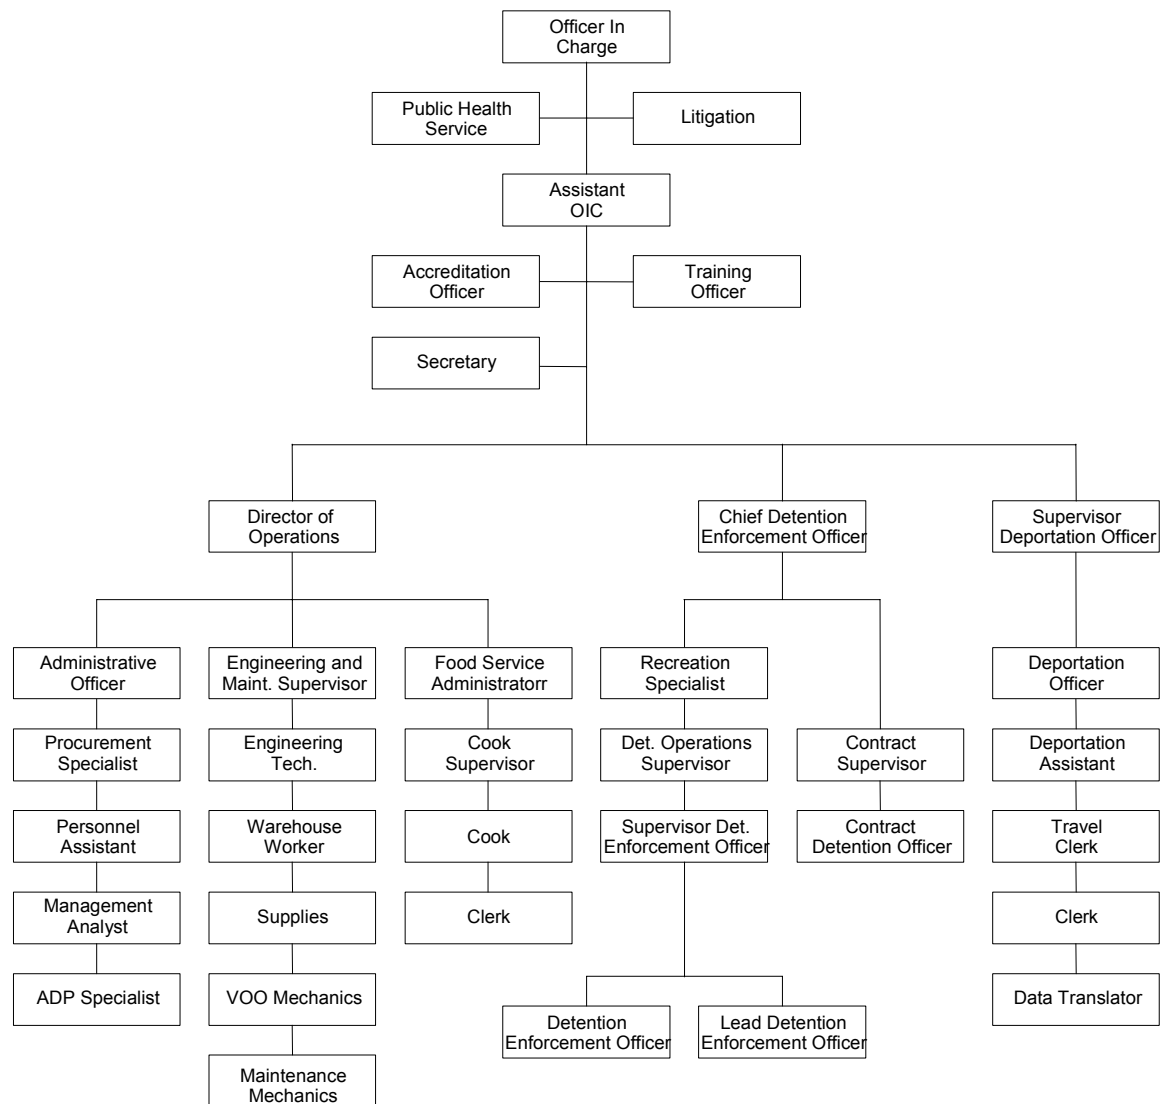 Officer In
Charge
Public Health
Service
Litigation
Assistant
OIC
Accreditation
Officer
Training
Officer
Secretary
Director of
Operations
Chief Detention
Enforcement Officer
Supervisor
Deportation Officer
Administrative
Officer
Engineering and
Maint. Supervisor
Food Service
Administratorr
Recreation
Specialist
Deportation
Officer
Procurement
Specialist
Engineering
Tech.
Cook
Supervisor
Det. Operations
Supervisor
Contract
Supervisor
Deportation
Assistant
Personnel
Assistant
Warehouse
Worker
Cook
Supervisor Det.
Enforcement Officer
Contract
Detention Officer
Travel
Clerk
Management
Analyst
Supplies
Clerk
Clerk
ADP Specialist
VOO Mechanics
Data Translator
Detention
Enforcement Officer
Lead Detention
Enforcement Officer
Maintenance
Mechanics